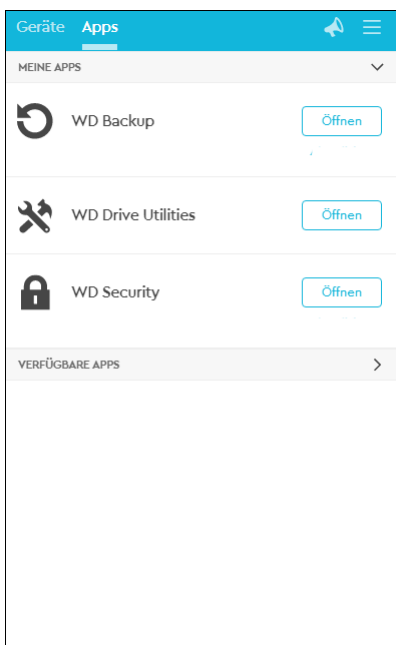 Geräte Apps
MEINE APPS
WD Backup Öffnen
WD Drive Utilities Öffnen
WD Security Öffnen
VERFÜGBARE APPS